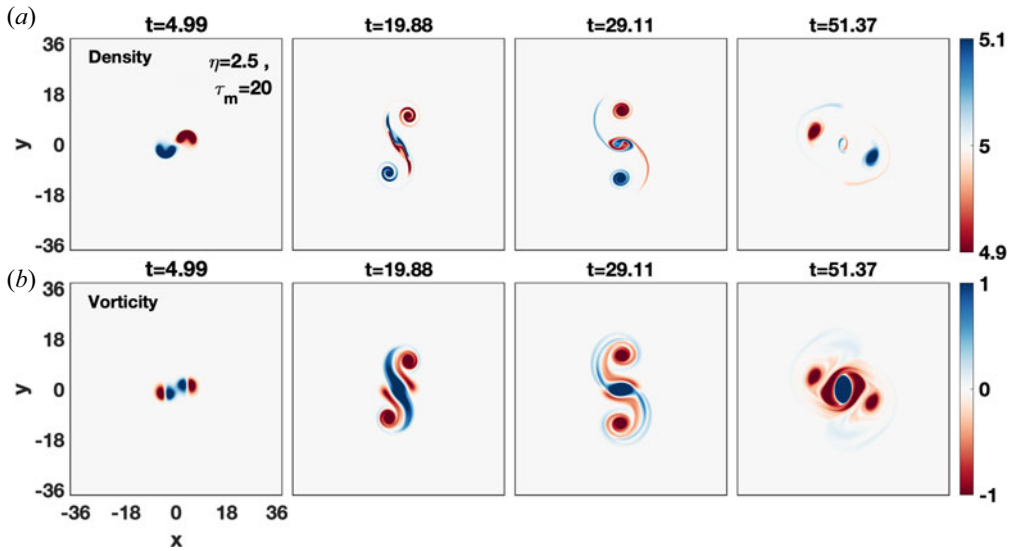 (a)
t=4.99 t=19.88 t=29.11 t=51.37
36 Density η=2.5 , 5.1
18 τm=20
y 0 5
-18
-36 4.9
(b)
t=4.99 t=19.88 t=29.11 t=51.37
36 Vorticity 1
18
y 0 0
-18
-36 -1
-36 -18 0 18 36
x